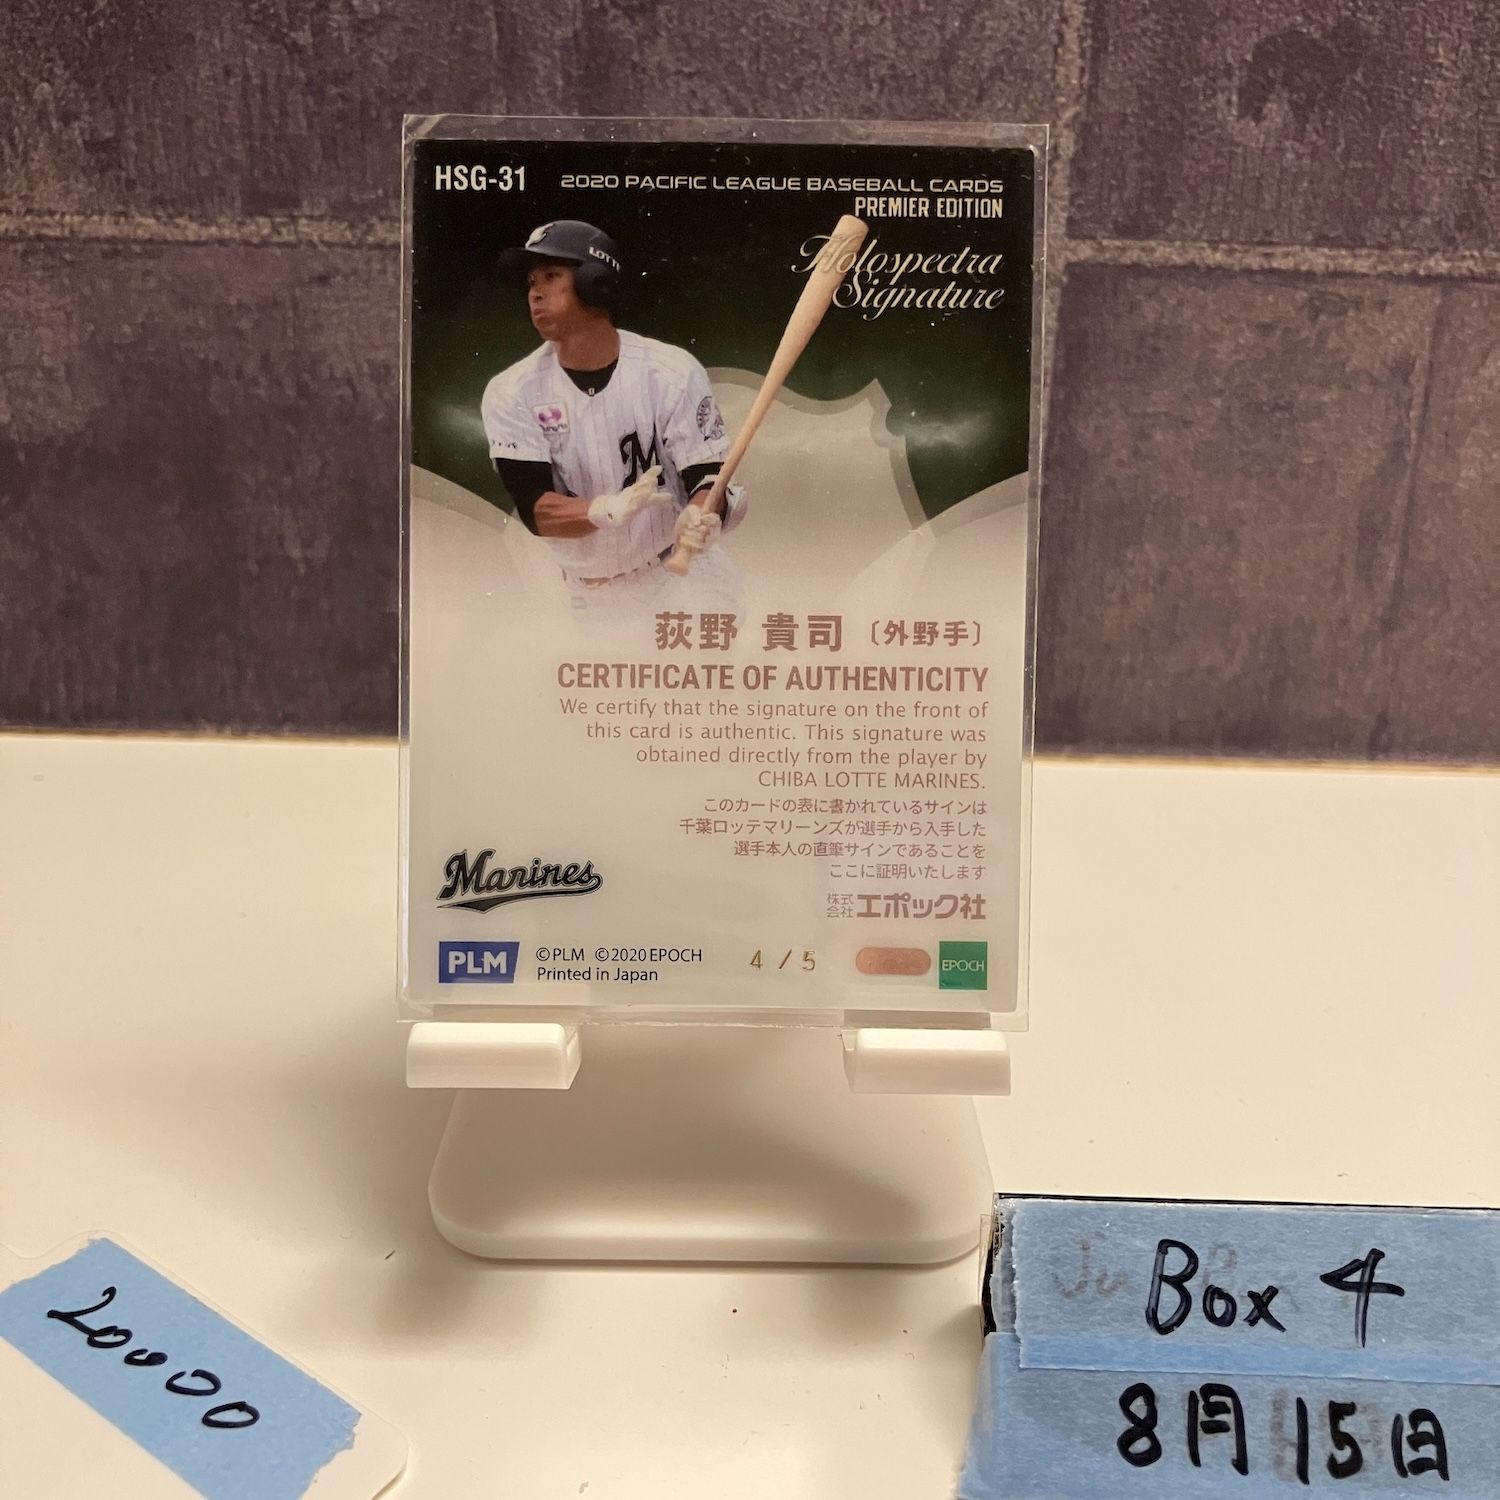 HSG-31
2020 PACIFIC LEAGUE BASEBALL CARDS
PREMIER EDITION
Holospectra
Signature
LOTTE
M
荻野 貴司〔外野手〕
CERTIFICATE OF AUTHENTICITY
We certify that the signature on the front of
this card is authentic. This signature was
obtained directly from the player by
CHIBA LOTTE MARINES.
このカードの表に書かれているサインは
千葉ロッテマリーンズが選手から入手した
選手本人の直筆サインであることを
ここに証明いたします
株式会社エポック社
Marines
PLM
©PLM ©2020 EPOCH
Printed in Japan
4 / 5
EPOCH
20000
Box 4
8月15日